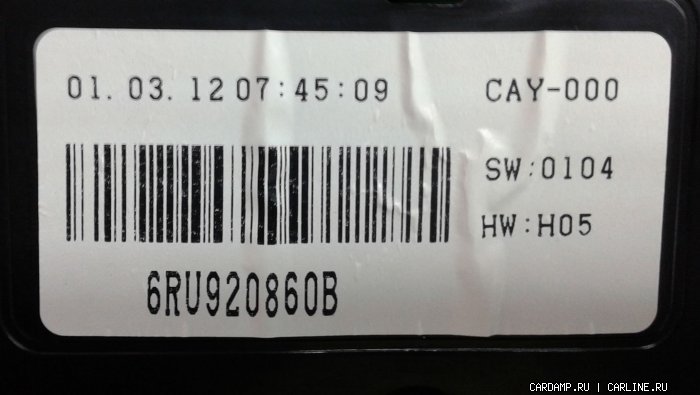 01. 03. 12 07:45:09 CAY-000
SW:0104
HW:H05
6RU920860B
CARDAMP.RU | CARLINE.RU